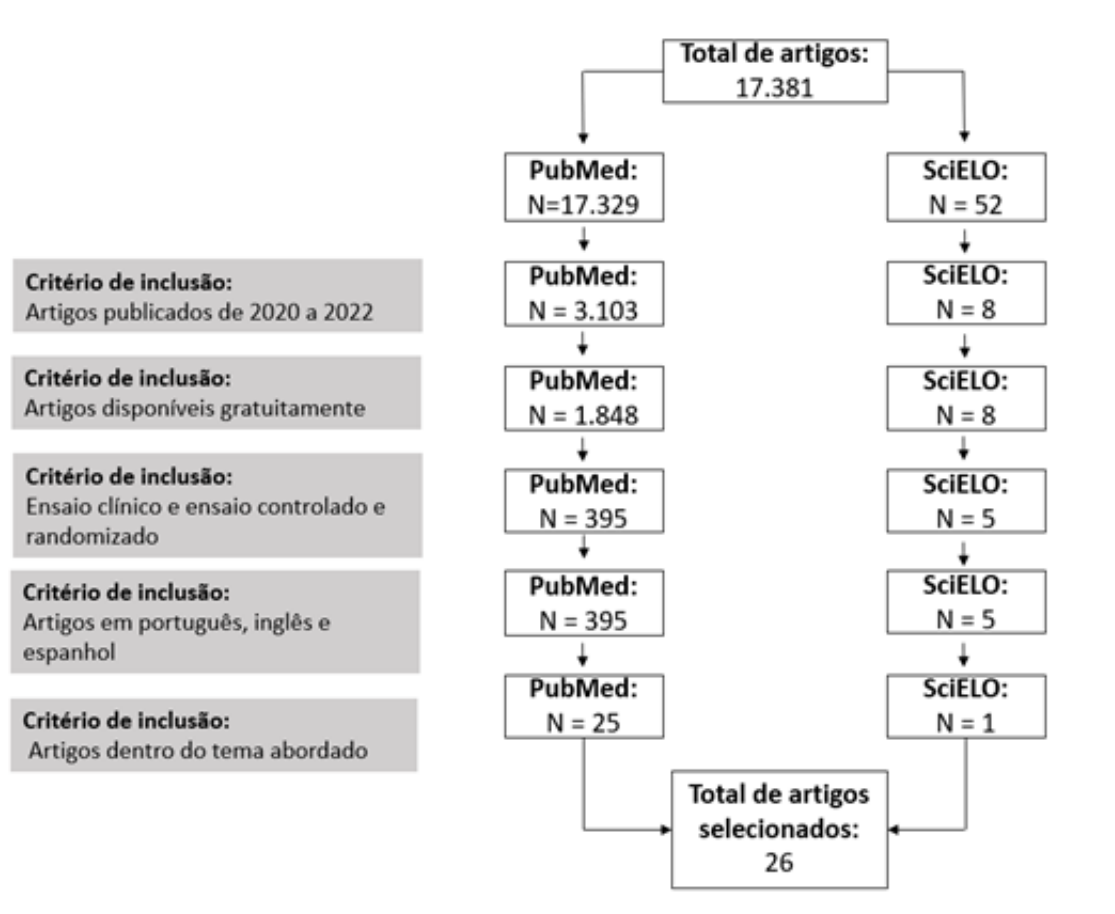 Total de artigos:
17.381
PubMed:
N=17.329
SciELO:
N = 52
Critério de inclusão:
Artigos publicados de 2020 a 2022
PubMed:
N = 3.103
SciELO:
N = 8
Critério de inclusão:
Artigos disponíveis gratuitamente
PubMed:
N = 1.848
SciELO:
N = 8
Critério de inclusão:
Ensaio clínico e ensaio controlado e
randomizado
PubMed:
N = 395
SciELO:
N = 5
Critério de inclusão:
Artigos em português, inglês e
espanhol
PubMed:
N = 395
SciELO:
N = 5
Critério de inclusão:
Artigos dentro do tema abordado
PubMed:
N = 25
SciELO:
N = 1
Total de artigos
selecionados:
26